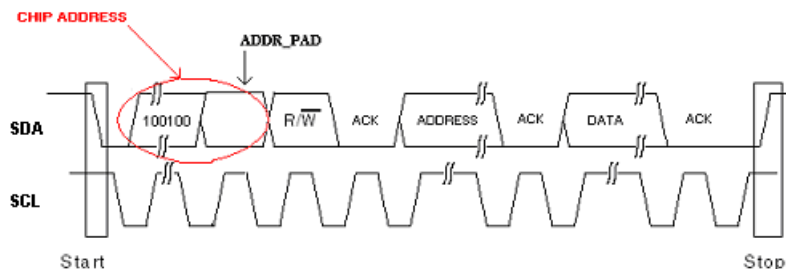 CHIP ADDRESS
ADDR_PAD
SDA 100100 R/W ACK ADDRESS ACK DATA ACK
SCL
Start Stop